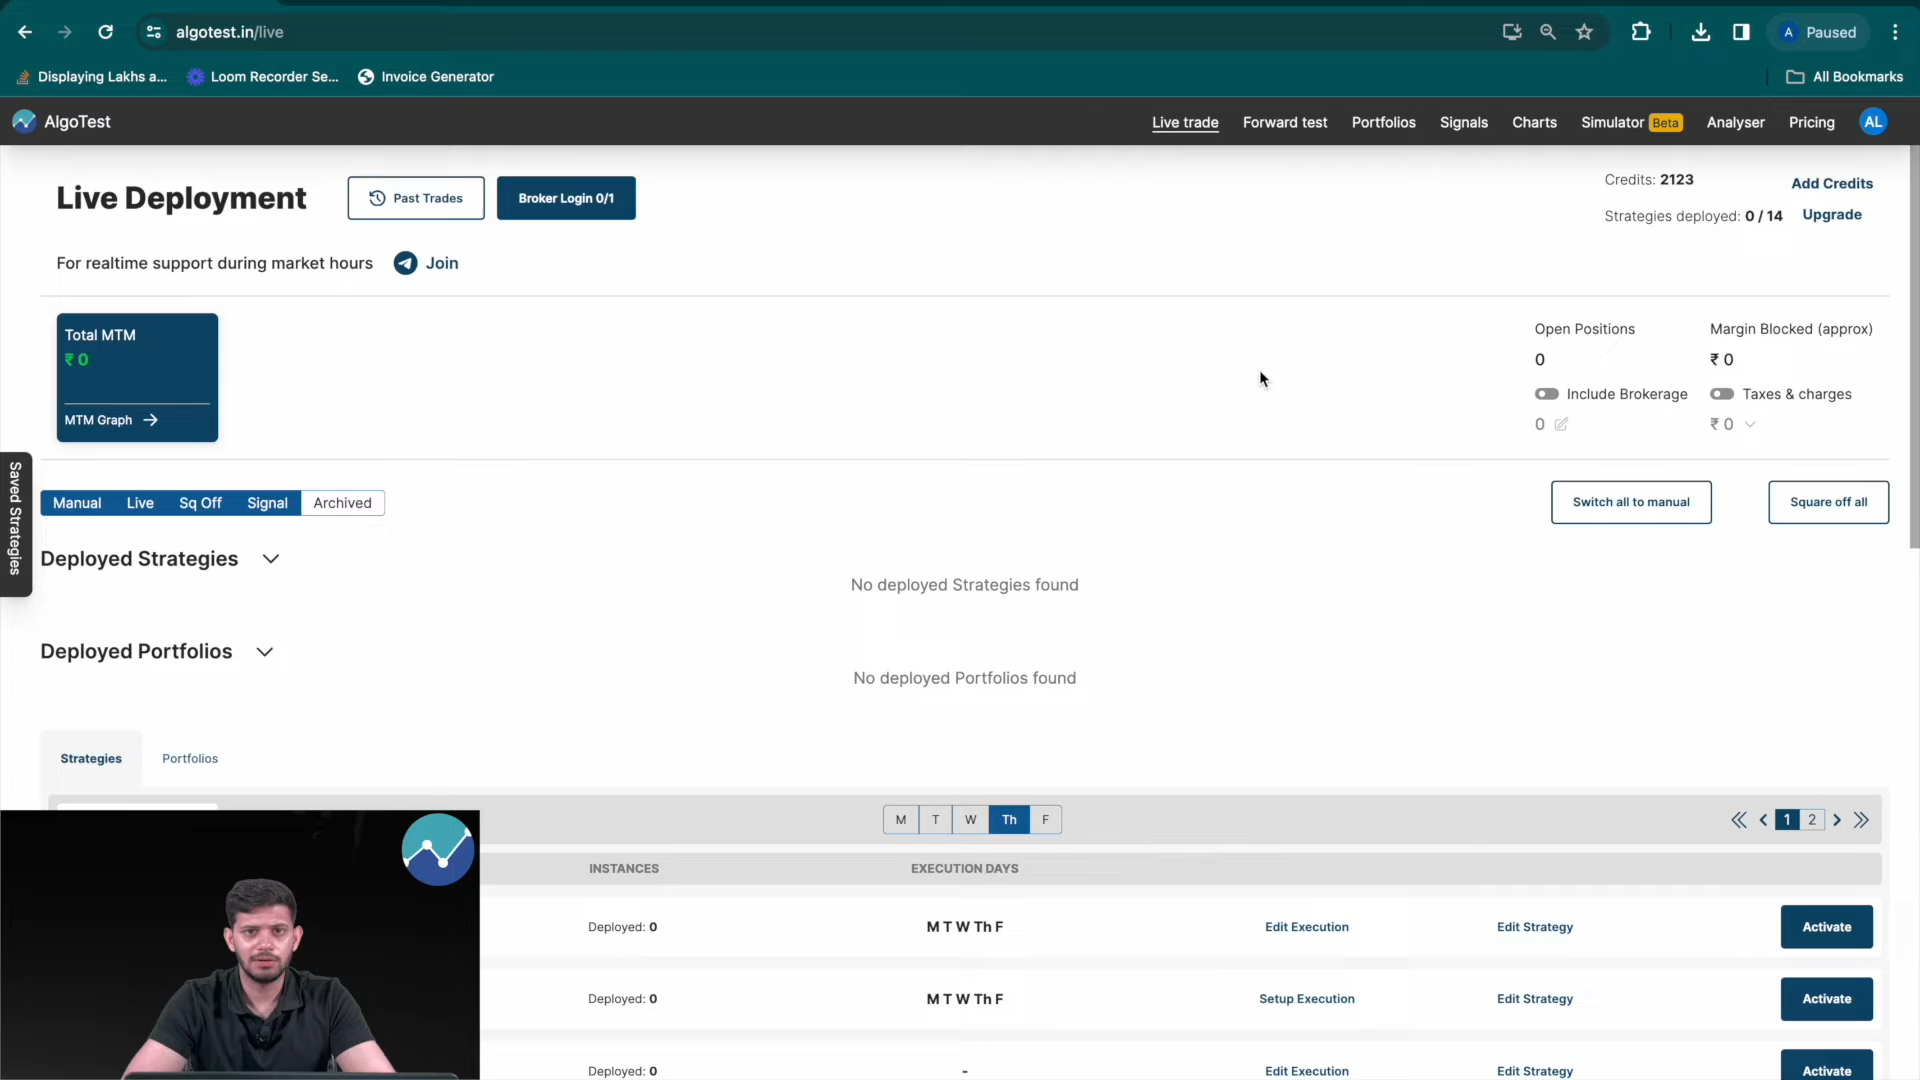 algotest.in/live
A Paused
Displaying Lakhs a...
Loom Recorder Se...
Invoice Generator
All Bookmarks
AlgoTest
Live trade
Forward test
Portfolios
Signals
Charts
Simulator Beta
Analyser
Pricing
AL
Live Deployment
Past Trades
Broker Login 0/1
Credits: 2123
Add Credits
Strategies deployed: 0 / 14
Upgrade
For realtime support during market hours
Join
Total MTM
₹ 0
MTM Graph
Open Positions
Margin Blocked (approx)
0
₹ 0
Include Brokerage
Taxes & charges
0
₹ 0
Saved Strategies
Manual
Live
Sq Off
Signal
Archived
Switch all to manual
Square off all
Deployed Strategies
No deployed Strategies found
Deployed Portfolios
No deployed Portfolios found
Strategies
Portfolios
M
T
W
Th
F
1
2
INSTANCES
EXECUTION DAYS
Deployed: 0
M T W Th F
Edit Execution
Edit Strategy
Activate
Deployed: 0
M T W Th F
Setup Execution
Edit Strategy
Activate
Deployed: 0
-
Edit Execution
Edit Strategy
Activate